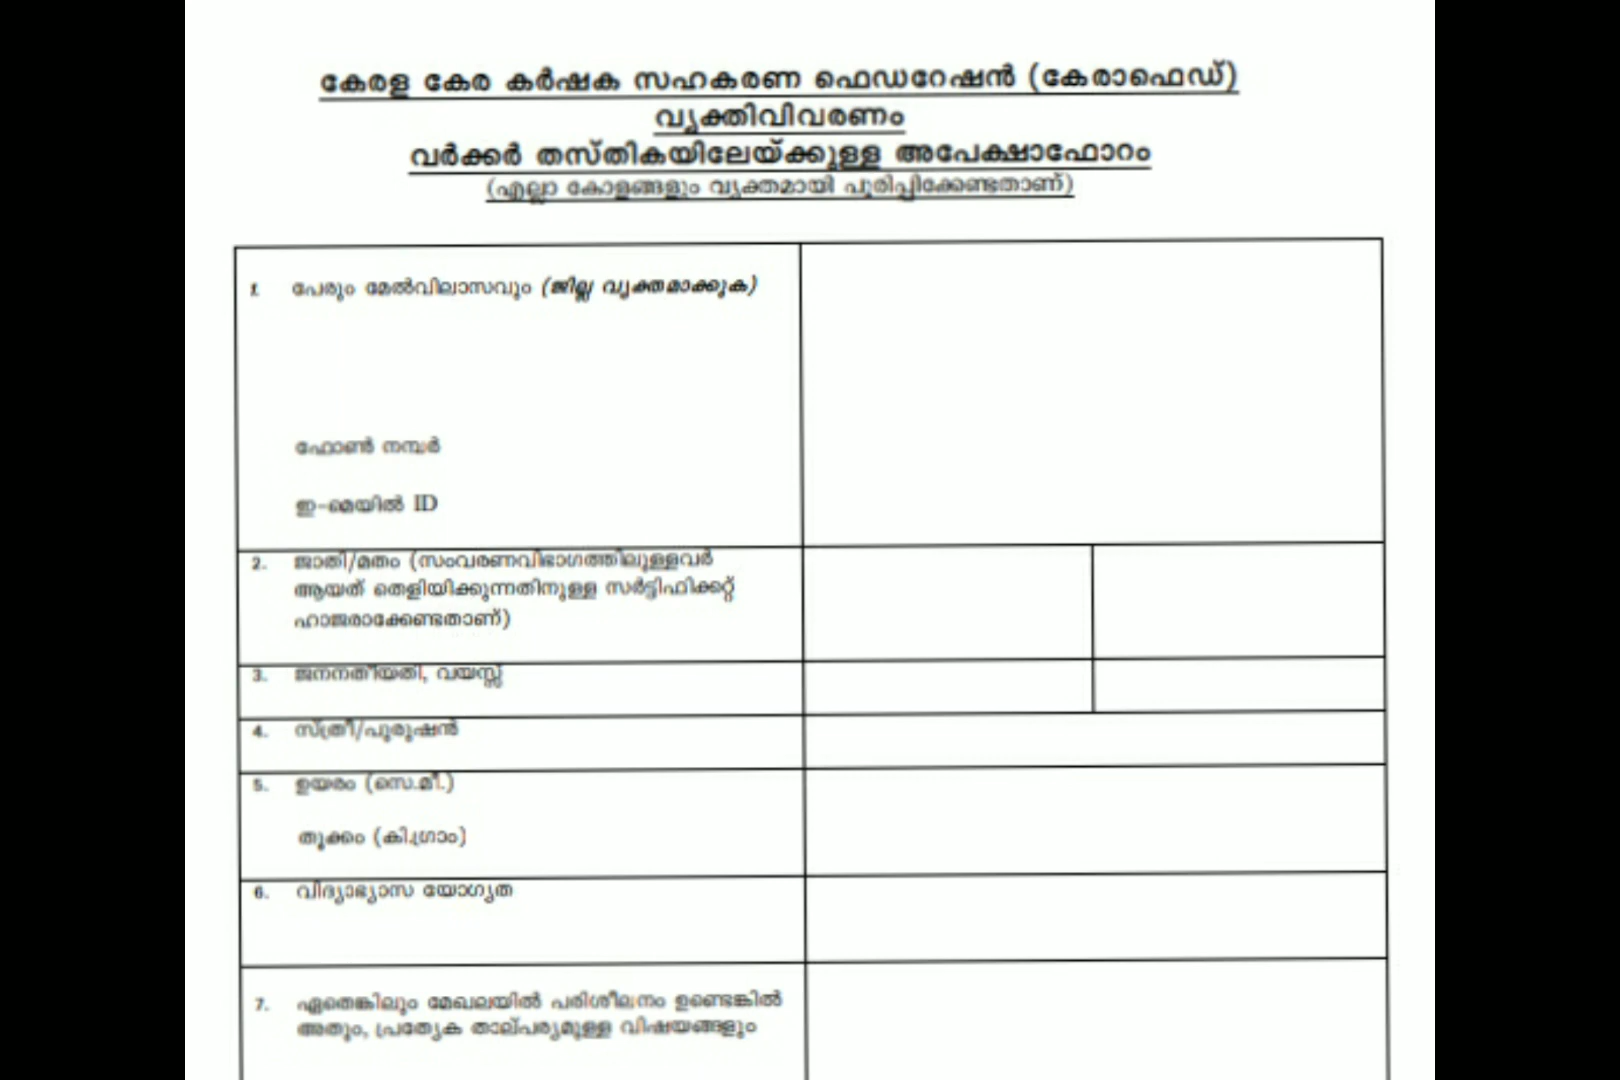 കേരള കേര കർഷക സഹകരണ ഫെഡറേഷൻ (കേരാഫെഡ്)
വ്യക്തിവിവരണം
വർക്കർ തസ്തികയിലേയ്ക്കുള്ള അപേക്ഷാഫോറം
(എല്ലാ കോളങ്ങളും വ്യക്തമായി പൂരിപ്പിക്കേണ്ടതാണ്)
1. പേരും മേൽവിലാസവും (ജില്ല വ്യക്തമാക്കുക)
ഫോൺ നമ്പർ
ഇ-മെയിൽ ID
2. ജാതി/മതം (സംവരണവിഭാഗത്തിലുള്ളവർ
ആയത് തെളിയിക്കുന്നതിനുള്ള സർട്ടിഫിക്കറ്റ്
ഹാജരാക്കേണ്ടതാണ്)
3. ജനനതീയതി, വയസ്സ്
4. സ്ത്രീ/പുരുഷൻ
5. ഉയരം (സെ.മീ.)
തൂക്കം (കി.ഗ്രാം)
6. വിദ്യാഭ്യാസ യോഗ്യത
7. ഏതെങ്കിലും മേഖലയിൽ പരിശീലനം ഉണ്ടെങ്കിൽ
അതും, പ്രത്യേക താല്പര്യമുള്ള വിഷയങ്ങളും